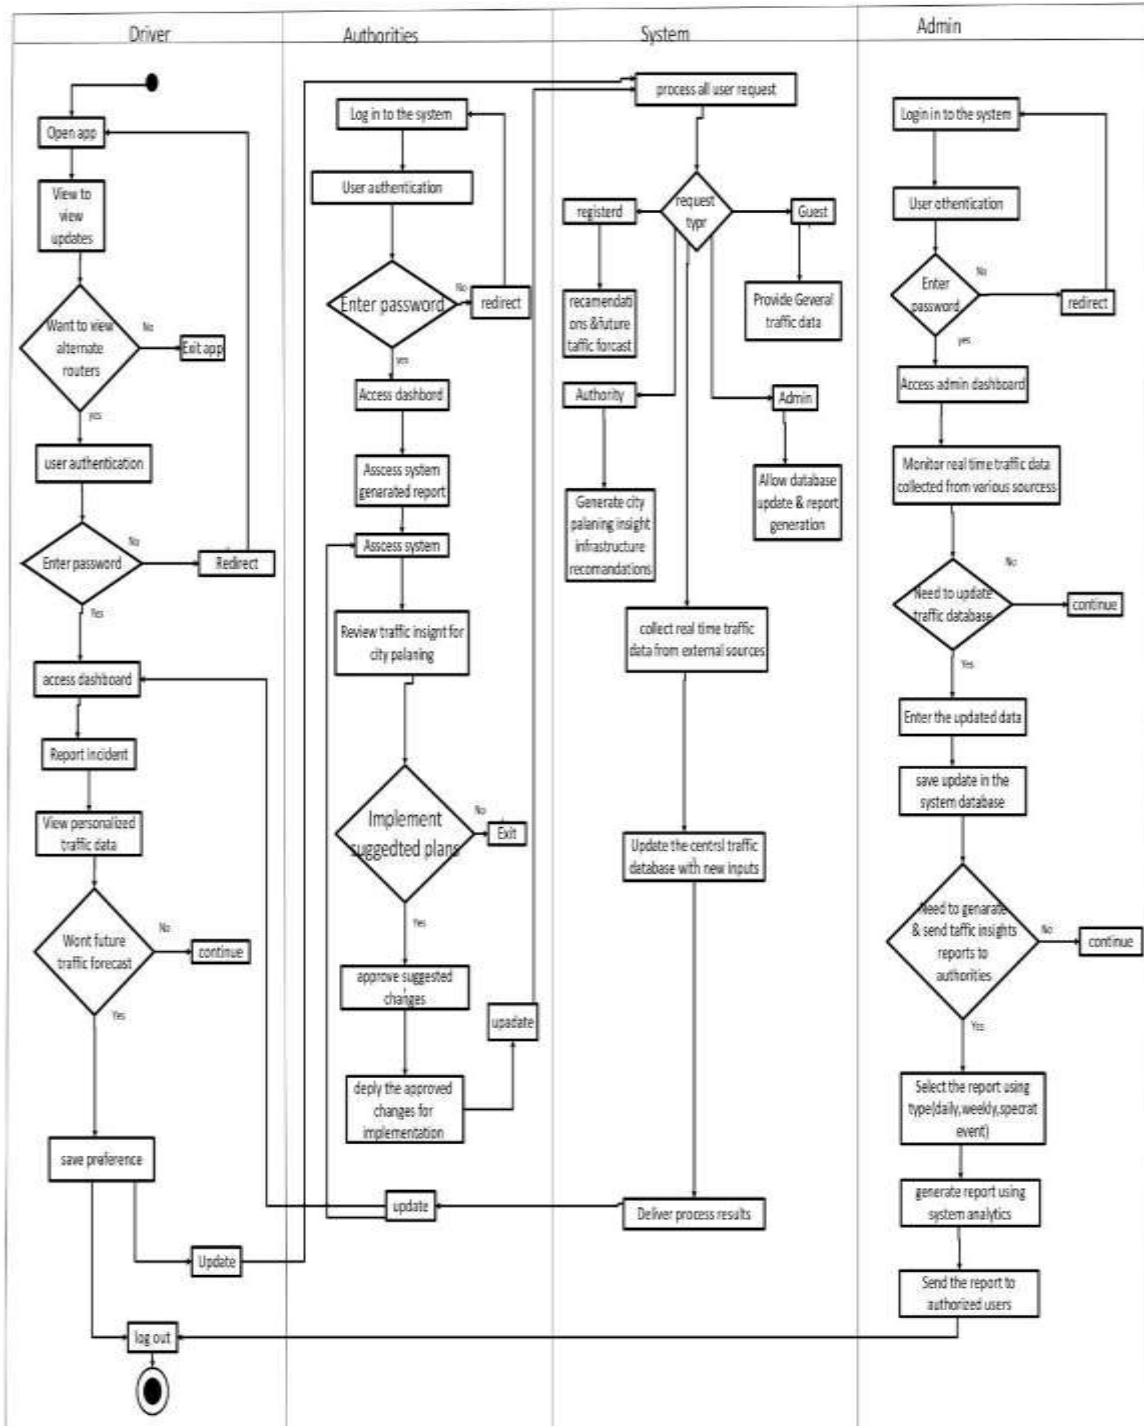 Driver
Authorities
System
Admin
Open app
View to
view
updates
yes
Want to view
alternate
routers
No
Exit app
yes
user authentication
Enter password
No
Redirect
Yes
access dashboard
Report incident
View personalized
traffic data
Wont future
traffic forecast
No
continue
Yes
save preference
Update
log out
Log in to the system
User authentication
Enter password
No
redirect
yes
Access dashbord
Asscess system
genarated report
Asscess system
Review traffic insignt for
city palaning
Implement
suggedted plans
No
Exit
Yes
approve suggested
changes
upadate
deply the approved
changes for
implementation
update
process all user request
request
typr
registerd
Guest
recamendati
ons &future
taffic forcast
Provide Geveral
traffic data
Authority
Admin
Generate city
palaning insight
infrastructure
recomandations
Allow database
update & report
generation
collect real time traffic
data from external sources
Update the centrsl traffic
database with new inputs
Deliver process results
Login in to the system
User othentication
Enter
password
No
redirect
yes
Access admin dashboard
Monitor real time traffic data
collected from various sourcess
Need to update
traffic database
No
continue
Yes
Enter the updated data
save update in the
system database
Need to genarate
& send taffic insights
reports to
authorities
No
continue
Yes
Select the report using
type(daily,weekly,specrat
event)
generate report using
system analytics
Send the report to
authorized users